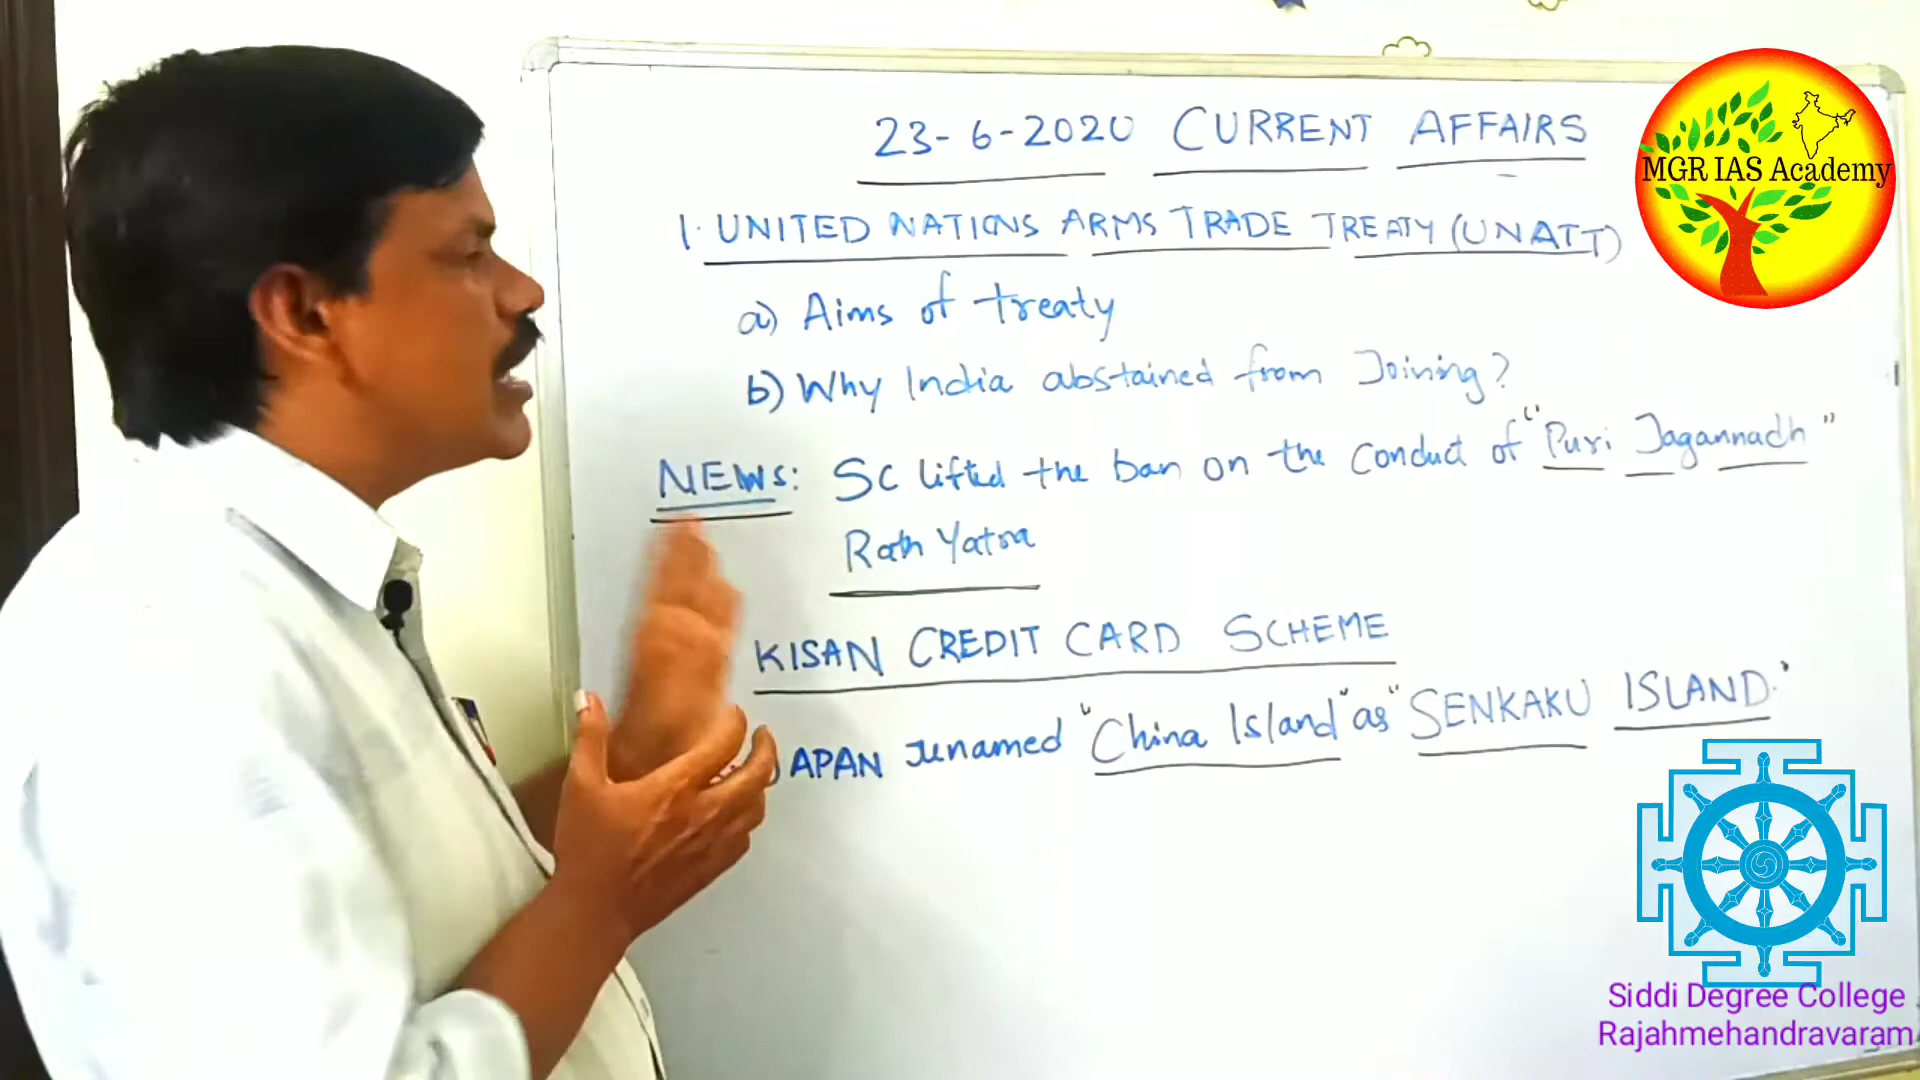 23-6-2020 CURRENT AFFAIRS
1. UNITED NATIONS ARMS TRADE TREATY (UNATT)
a) Aims of treaty
b) Why India abstained from Joining?
NEWS: SC lifted the ban on the conduct of "Puri Jagannadh"
Rath Yatra
KISAN CREDIT CARD SCHEME
JAPAN renamed "China Island" as "SENKAKU ISLAND."
MGR IAS Academy
Siddi Degree College
Rajahmehandravaram